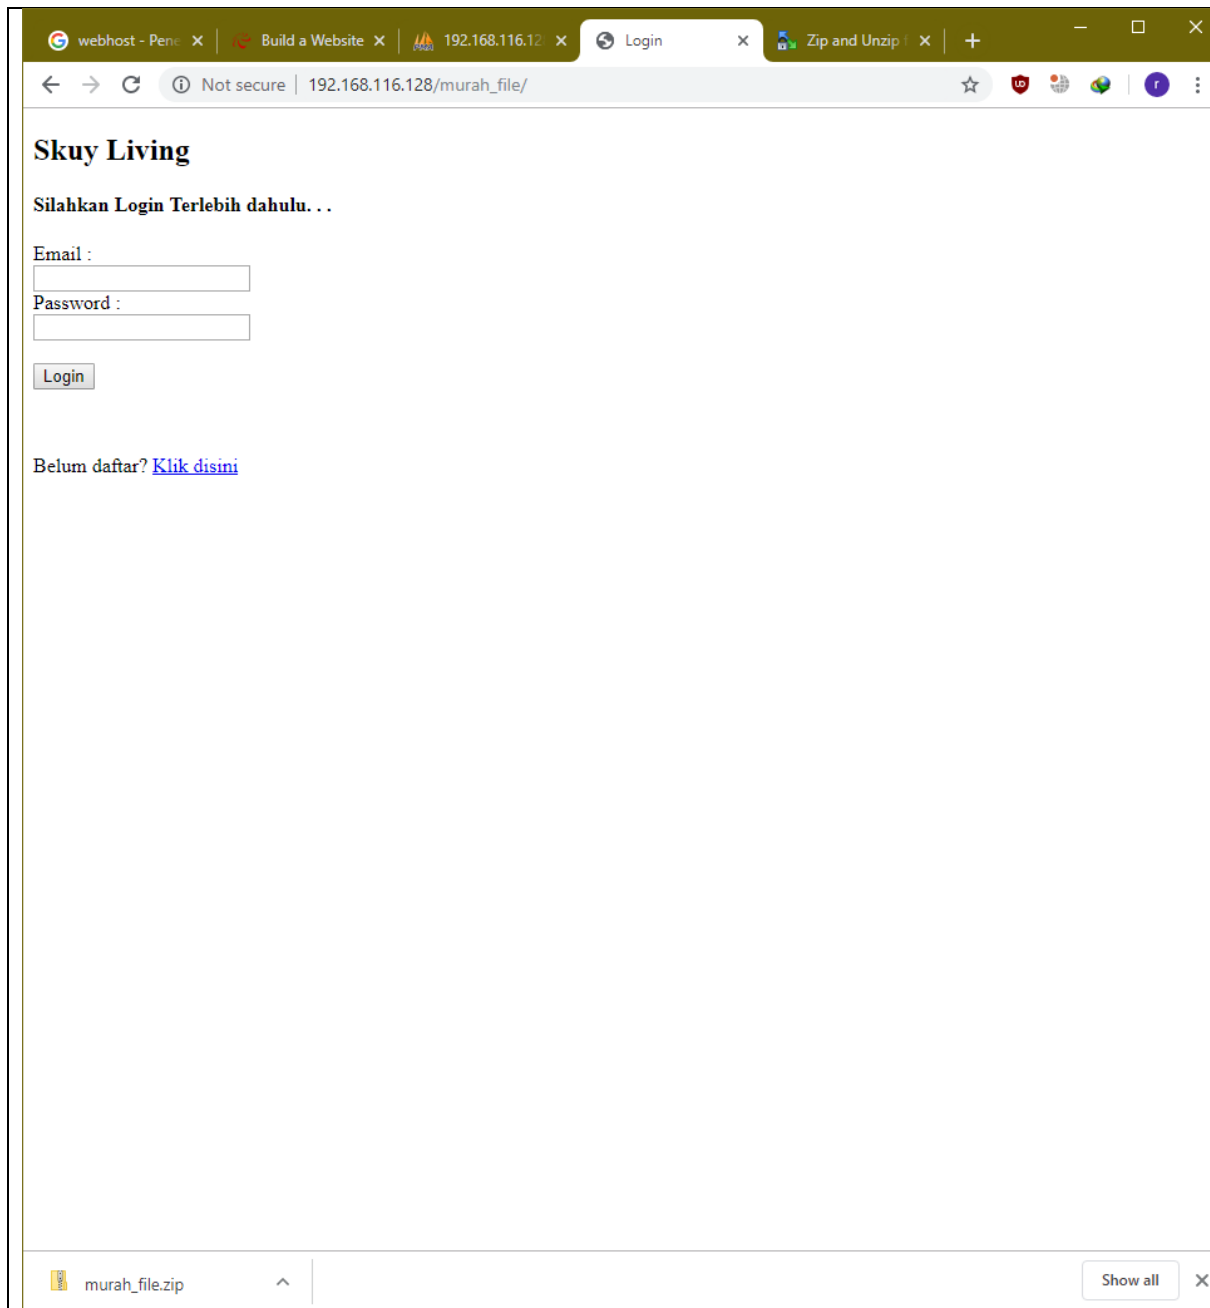 webhost - Pene
Build a Website
192.168.116.12
Login
Zip and Unzip f
Not secure | 192.168.116.128/murah_file/
r
Skuy Living
Silahkan Login Terlebih dahulu. . .
Email :
Password :
Login
Belum daftar? Klik disini
murah_file.zip
Show all